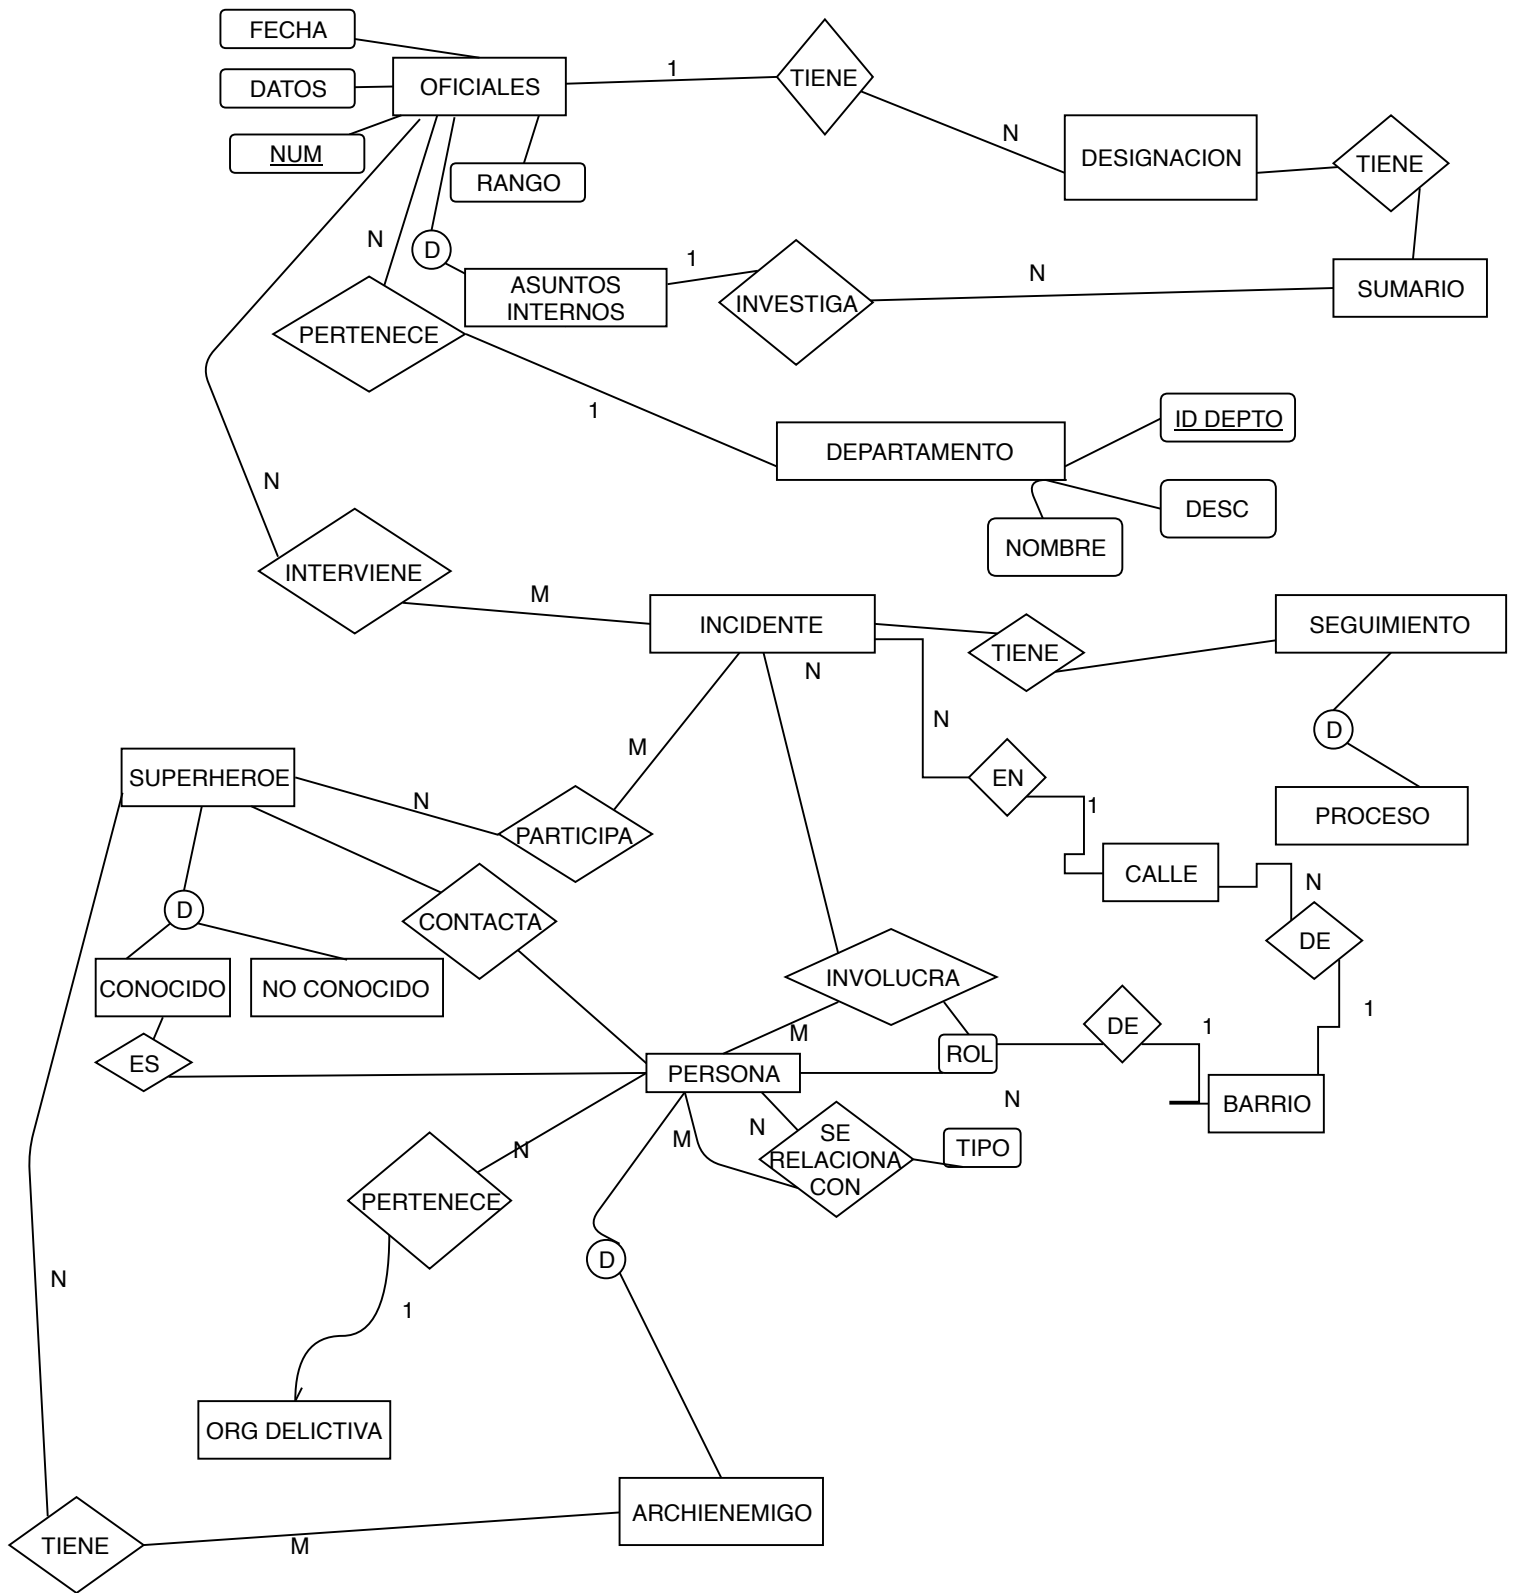 FECHA
DATOS
OFICIALES
NUM
RANGO
1
TIENE
N
DESIGNACION
TIENE
N
D
ASUNTOS
INTERNOS
1
INVESTIGA
N
SUMARIO
PERTENECE
1
DEPARTAMENTO
ID DEPTO
DESC
NOMBRE
N
INTERVIENE
M
INCIDENTE
TIENE
SEGUIMIENTO
N
N
D
PROCESO
M
SUPERHEROE
N
PARTICIPA
EN
1
CALLE
N
DE
1
D
CONTACTA
CONOCIDO
NO CONOCIDO
INVOLUCRA
M
ES
PERSONA
ROL
DE
1
BARRIO
N
N
M
N
SE
RELACIONA
CON
TIPO
PERTENECE
D
N
1
ORG DELICTIVA
ARCHIENEMIGO
TIENE
M